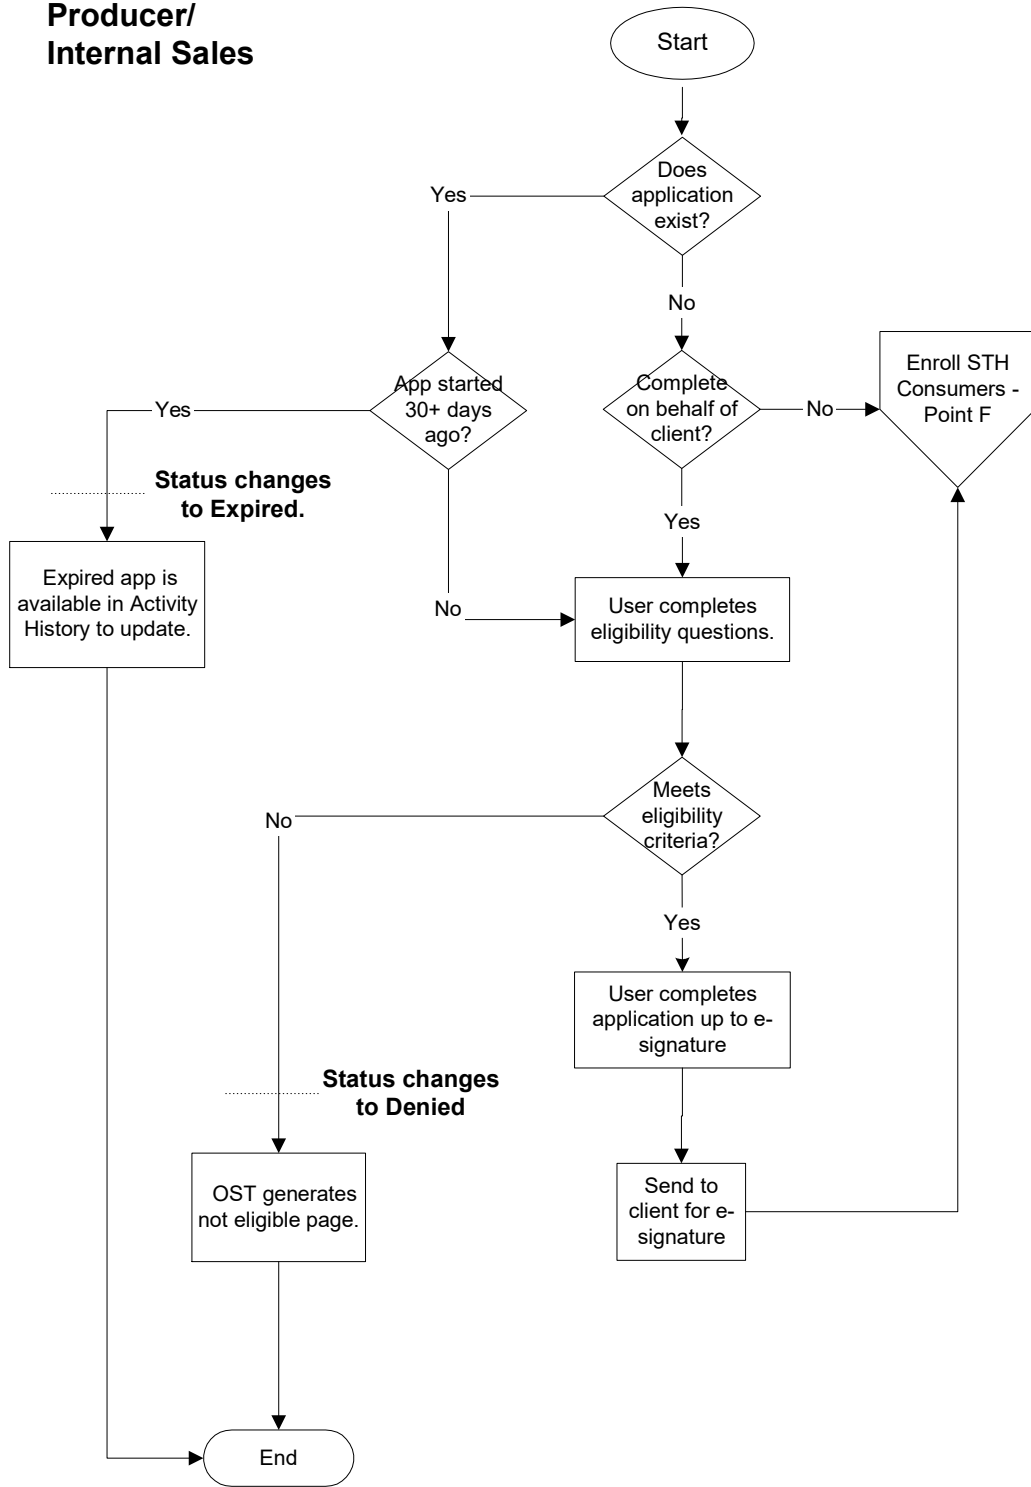 Producer/
Internal Sales
Start
Does
application
exist?
Yes
No
App started
30+ days
ago?
Complete
on behalf of
client?
Enroll STH
Consumers -
Point F
Yes
No
Status changes
to Expired.
Yes
Expired app is
available in Activity
History to update.
No
User completes
eligibility questions.
Meets
eligibility
criteria?
No
Yes
User completes
application up to e-
signature
Status changes
to Denied
OST generates
not eligible page.
Send to
client for e-
signature
End